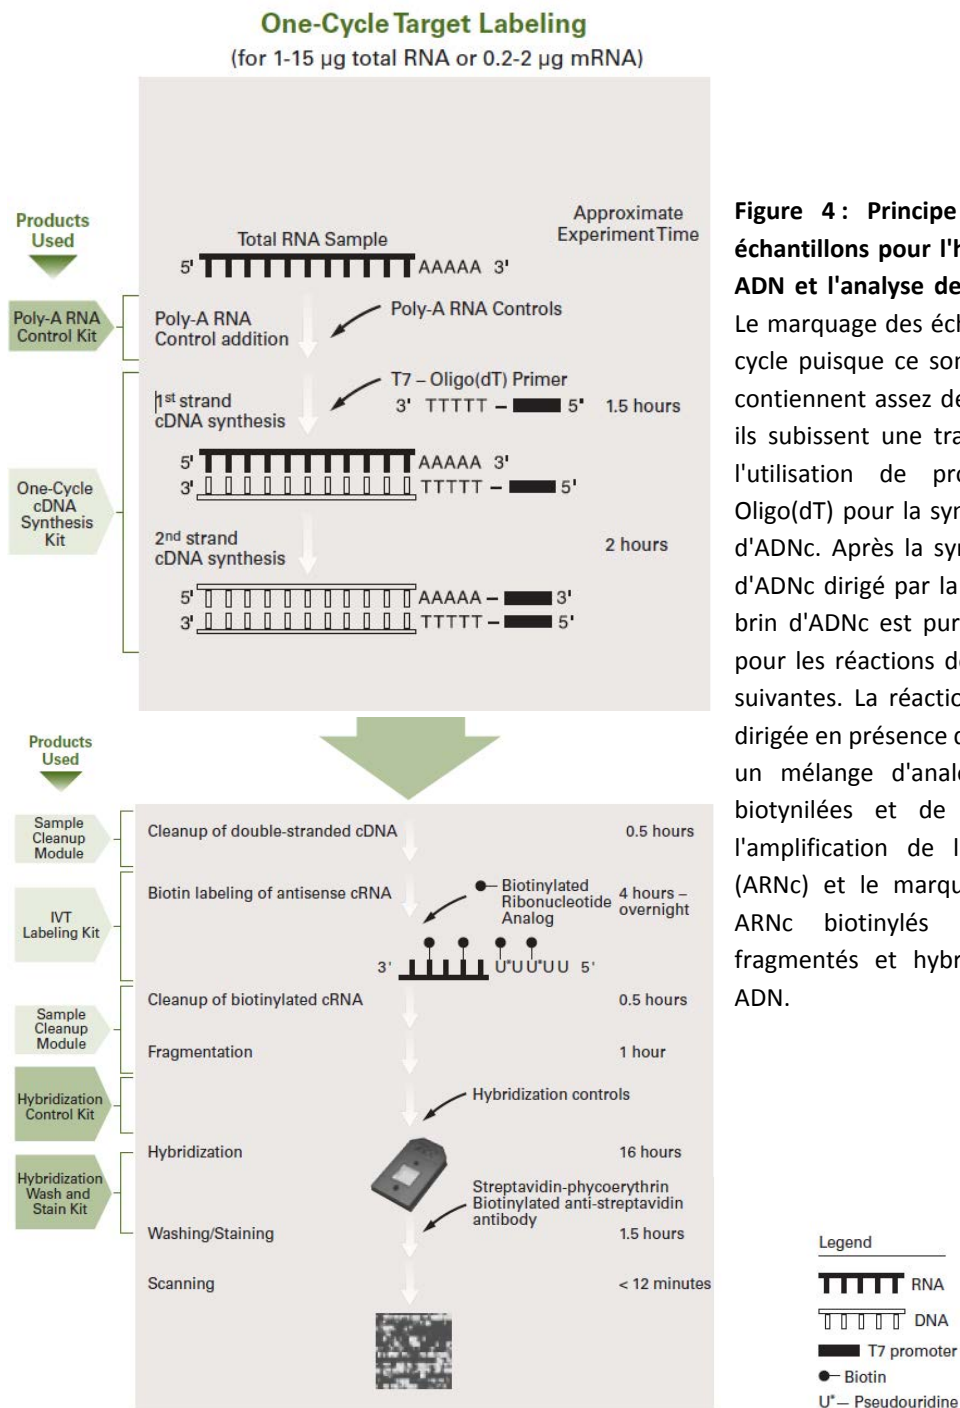 One-Cycle Target Labeling
(for 1-15 µg total RNA or 0.2-2 µg mRNA)
Products
Used
Approximate
Experiment Time
Total RNA Sample
5' AAAAA 3'
Poly-A RNA
Control Kit
Poly-A RNA
Control addition
Poly-A RNA Controls
T7 – Oligo(dT) Primer
3' TTTTT – 5'
1st strand
cDNA synthesis
1.5 hours
5' AAAAA 3'
3' TTTTT – 5'
One-Cycle
cDNA
Synthesis
Kit
2nd strand
cDNA synthesis
2 hours
5' AAAAA – 3'
3' TTTTT – 5'
Products
Used
Sample
Cleanup
Module
Cleanup of double-stranded cDNA
0.5 hours
IVT
Labeling Kit
Biotin labeling of antisense cRNA
Biotinylated
Ribonucleotide
Analog
4 hours –
overnight
3' U*UU*UU 5'
Sample
Cleanup
Module
Cleanup of biotinylated cRNA
0.5 hours
Fragmentation
1 hour
Hybridization
Control Kit
Hybridization controls
Hybridization
16 hours
Hybridization
Wash and
Stain Kit
Streptavidin-phycoerythrin
Biotinylated anti-streptavidin
antibody
Washing/Staining
1.5 hours
Scanning
< 12 minutes
Figure 4 : Principe
échantillons pour l'h
ADN et l'analyse de
Le marquage des éch
cycle puisque ce son
contiennent assez de
ils subissent une tra
l'utilisation de pro
Oligo(dT) pour la syn
d'ADNc. Après la syn
d'ADNc dirigé par la
brin d'ADNc est pur
pour les réactions de
suivantes. La réactio
dirigée en présence d
un mélange d'analo
biotynilées et de
l'amplification de l
(ARNc) et le marqu
ARNc biotinylés
fragmentés et hybr
ADN.
Legend
RNA
DNA
T7 promoter
Biotin
U*– Pseudouridine